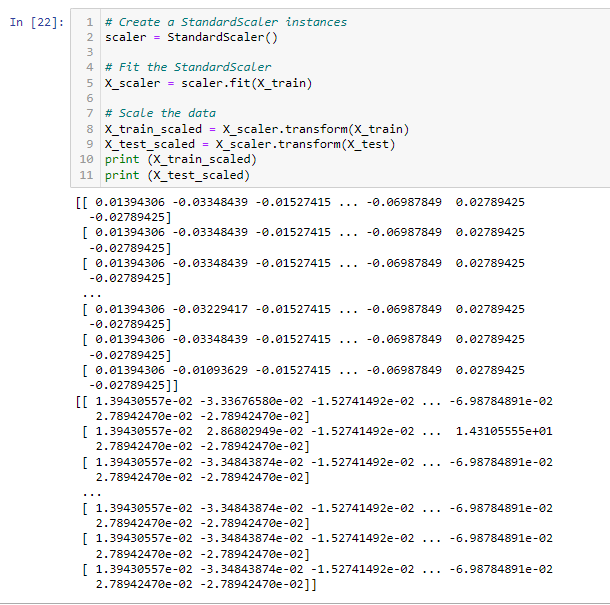 In [22]:
1 # Create a StandardScaler instances
2 scaler = StandardScaler()
3
4 # Fit the StandardScaler
5 X_scaler = scaler.fit(X_train)
6
7 # Scale the data
8 X_train_scaled = X_scaler.transform(X_train)
9 X_test_scaled = X_scaler.transform(X_test)
10 print (X_train_scaled)
11 print (X_test_scaled)
[[ 0.01394306 -0.03348439 -0.01527415 ... -0.06987849  0.02789425
  -0.02789425]
 [ 0.01394306 -0.03348439 -0.01527415 ... -0.06987849  0.02789425
  -0.02789425]
 [ 0.01394306 -0.03348439 -0.01527415 ... -0.06987849  0.02789425
  -0.02789425]
 ...
 [ 0.01394306 -0.03229417 -0.01527415 ... -0.06987849  0.02789425
  -0.02789425]
 [ 0.01394306 -0.03348439 -0.01527415 ... -0.06987849  0.02789425
  -0.02789425]
 [ 0.01394306 -0.01093629 -0.01527415 ... -0.06987849  0.02789425
  -0.02789425]]
[[ 1.39430557e-02 -3.33676580e-02 -1.52741492e-02 ... -6.98784891e-02
   2.78942470e-02 -2.78942470e-02]
 [ 1.39430557e-02  2.86802949e-02 -1.52741492e-02 ...  1.43105555e+01
   2.78942470e-02 -2.78942470e-02]
 [ 1.39430557e-02 -3.34843874e-02 -1.52741492e-02 ... -6.98784891e-02
   2.78942470e-02 -2.78942470e-02]
 ...
 [ 1.39430557e-02 -3.34843874e-02 -1.52741492e-02 ... -6.98784891e-02
   2.78942470e-02 -2.78942470e-02]
 [ 1.39430557e-02 -3.34843874e-02 -1.52741492e-02 ... -6.98784891e-02
   2.78942470e-02 -2.78942470e-02]
 [ 1.39430557e-02 -3.34843874e-02 -1.52741492e-02 ... -6.98784891e-02
   2.78942470e-02 -2.78942470e-02]]